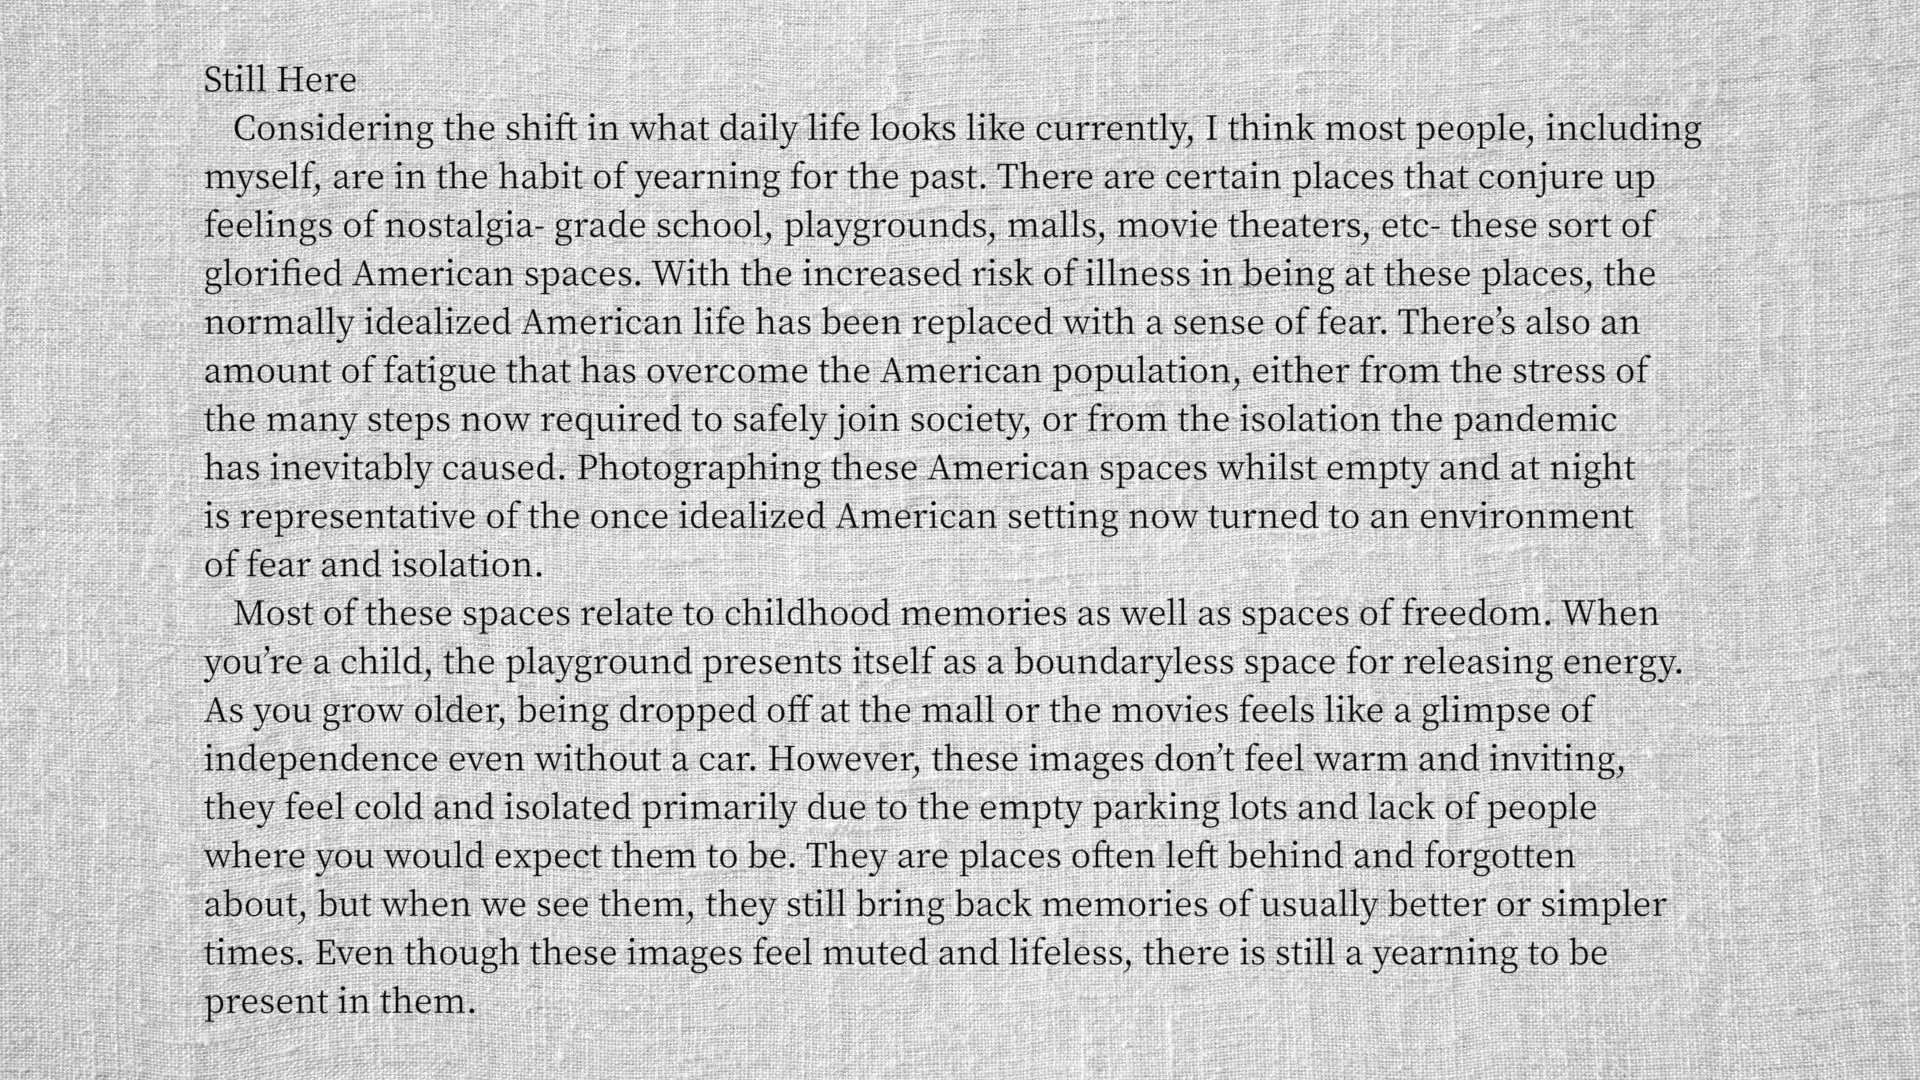 Still Here
Considering the shift in what daily life looks like currently, I think most people, including
myself, are in the habit of yearning for the past. There are certain places that conjure up
feelings of nostalgia- grade school, playgrounds, malls, movie theaters, etc- these sort of
glorified American spaces. With the increased risk of illness in being at these places, the
normally idealized American life has been replaced with a sense of fear. There’s also an
amount of fatigue that has overcome the American population, either from the stress of
the many steps now required to safely join society, or from the isolation the pandemic
has inevitably caused. Photographing these American spaces whilst empty and at night
is representative of the once idealized American setting now turned to an environment
of fear and isolation.
Most of these spaces relate to childhood memories as well as spaces of freedom. When
you’re a child, the playground presents itself as a boundaryless space for releasing energy.
As you grow older, being dropped off at the mall or the movies feels like a glimpse of
independence even without a car. However, these images don’t feel warm and inviting,
they feel cold and isolated primarily due to the empty parking lots and lack of people
where you would expect them to be. They are places often left behind and forgotten
about, but when we see them, they still bring back memories of usually better or simpler
times. Even though these images feel muted and lifeless, there is still a yearning to be
present in them.